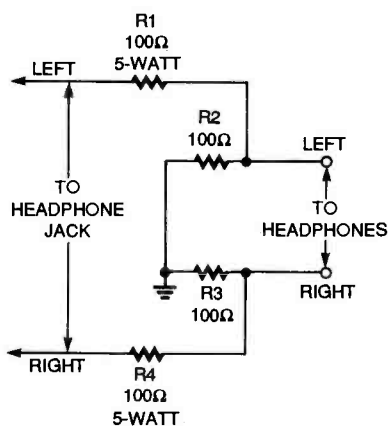 R1
100Ω
5-WATT
LEFT
R2
100Ω
LEFT
TO
HEADPHONE
JACK
TO
HEADPHONES
R3
100Ω
RIGHT
RIGHT
R4
100Ω
5-WATT